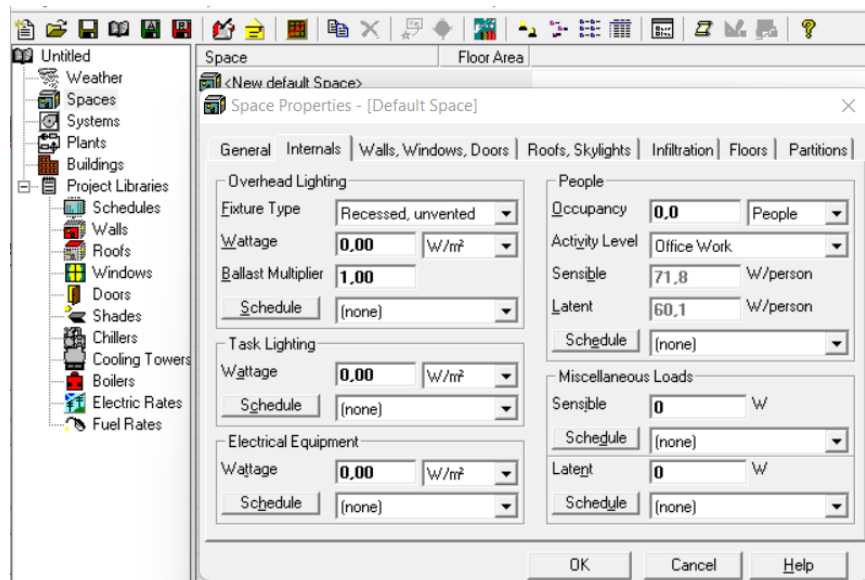 Untitled
Weather
Spaces
Systems
Plants
Buildings
Project Libraries
Schedules
Walls
Roofs
Windows
Doors
Shades
Chillers
Cooling Towers
Boilers
Electric Rates
Fuel Rates
Space Floor Area
<New default Space>
Space Properties - [Default Space]
General Internals Walls, Windows, Doors Roofs, Skylights Infiltration Floors Partitions
Overhead Lighting
Fixture Type Recessed, unvented
Wattage 0,00 W/m²
Ballast Multiplier 1,00
Schedule (none)
Task Lighting
Wattage 0,00 W/m²
Schedule (none)
Electrical Equipment
Wattage 0,00 W/m²
Schedule (none)
People
Occupancy 0,0 People
Activity Level Office Work
Sensible 71,8 W/person
Latent 60,1 W/person
Schedule (none)
Miscellaneous Loads
Sensible 0 W
Schedule (none)
Latent 0 W
Schedule (none)
OK Cancel Help